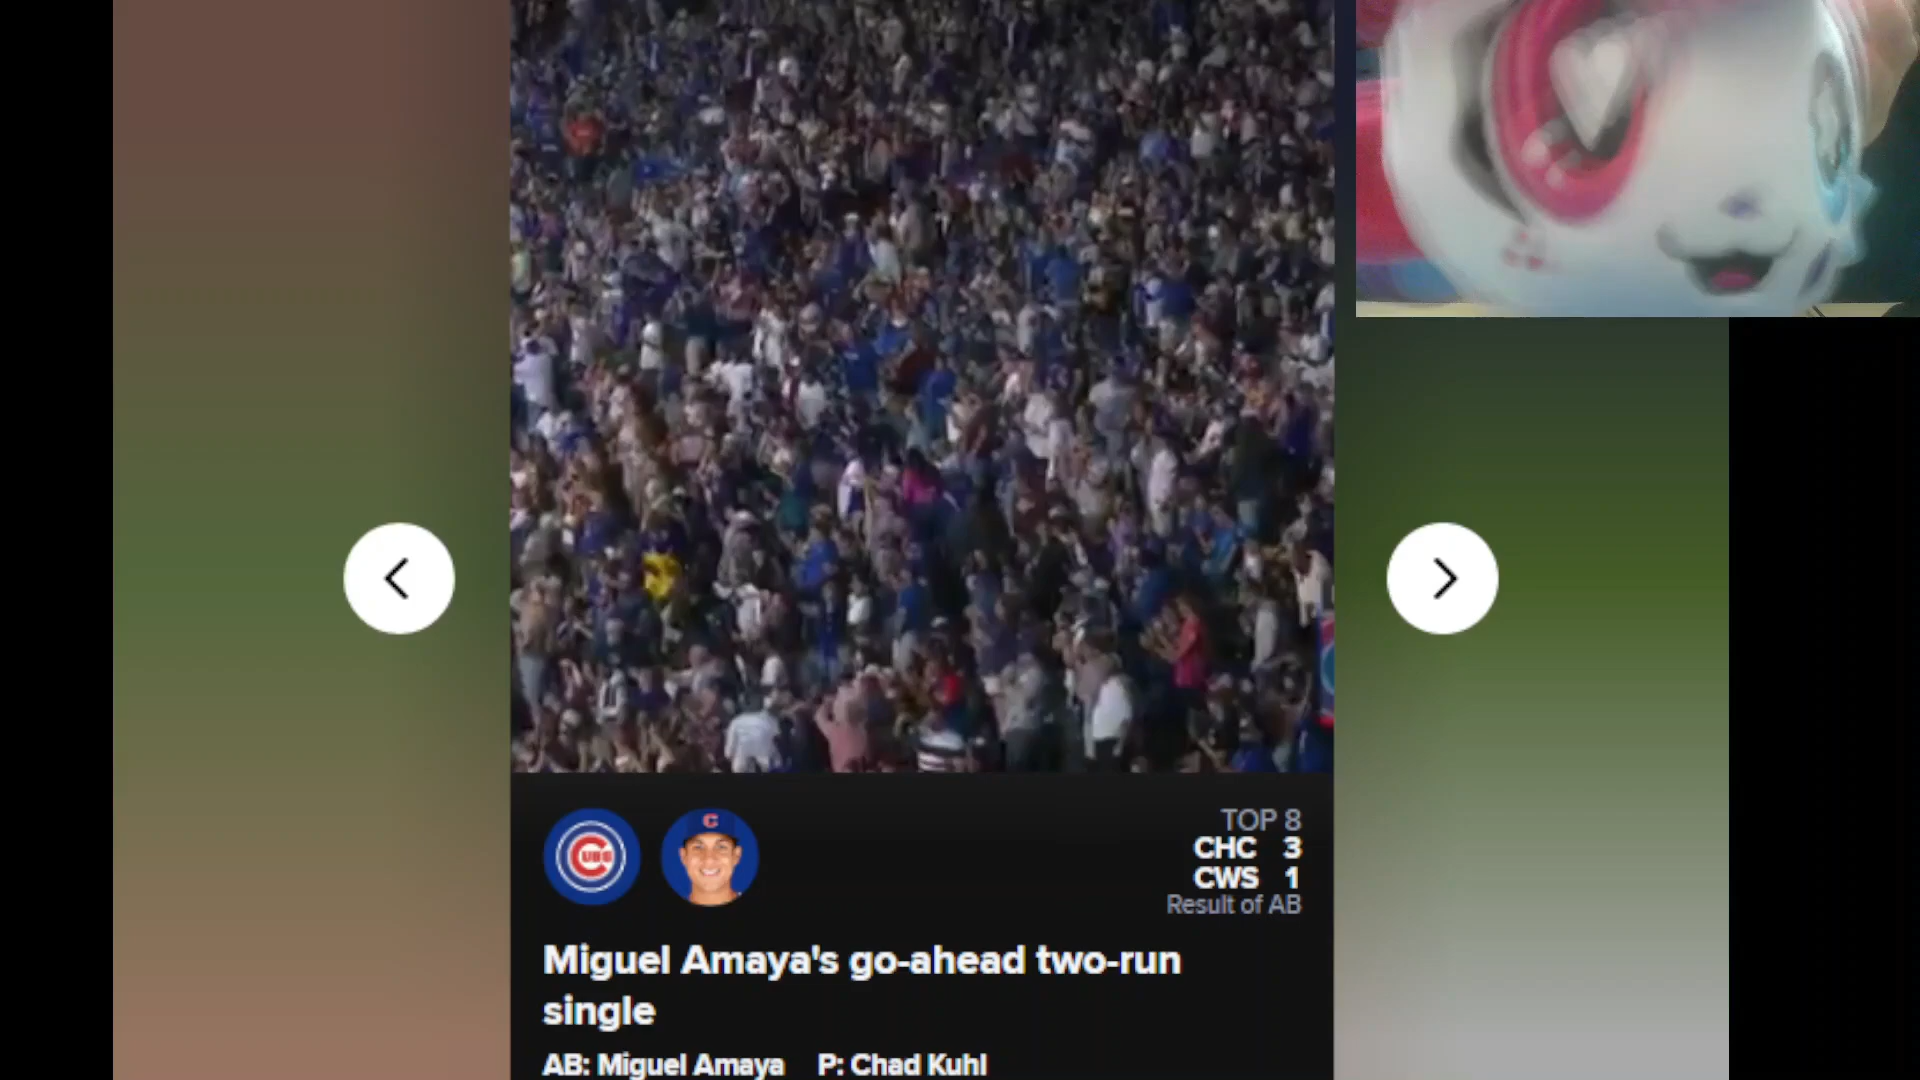 CUBS
C
TOP 8
CHC 3
CWS 1
Result of AB
Miguel Amaya's go-ahead two-run
single
AB: Miguel Amaya P: Chad Kuhl